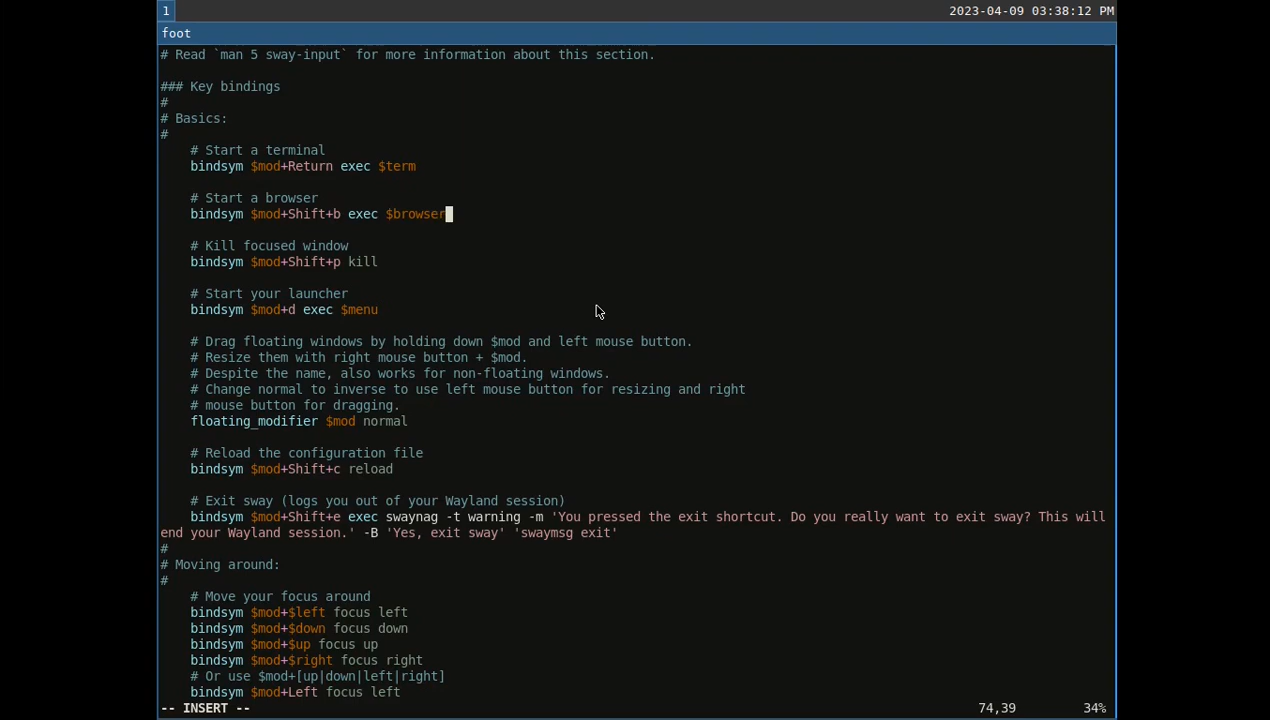 1
2023-04-09 03:38:12 PM
foot
# Read `man 5 sway-input` for more information about this section.
### Key bindings
#
# Basics:
#
# Start a terminal
bindsym $mod+Return exec $term
# Start a browser
bindsym $mod+Shift+b exec $browser
# Kill focused window
bindsym $mod+Shift+p kill
# Start your launcher
bindsym $mod+d exec $menu
# Drag floating windows by holding down $mod and left mouse button.
# Resize them with right mouse button + $mod.
# Despite the name, also works for non-floating windows.
# Change normal to inverse to use left mouse button for resizing and right
# mouse button for dragging.
floating_modifier $mod normal
# Reload the configuration file
bindsym $mod+Shift+c reload
# Exit sway (logs you out of your Wayland session)
bindsym $mod+Shift+e exec swaynag -t warning -m 'You pressed the exit shortcut. Do you really want to exit sway? This will
end your Wayland session.' -B 'Yes, exit sway' 'swaymsg exit'
#
# Moving around:
#
# Move your focus around
bindsym $mod+$left focus left
bindsym $mod+$down focus down
bindsym $mod+$up focus up
bindsym $mod+$right focus right
# Or use $mod+[up|down|left|right]
bindsym $mod+Left focus left
-- INSERT --
74,39
34%